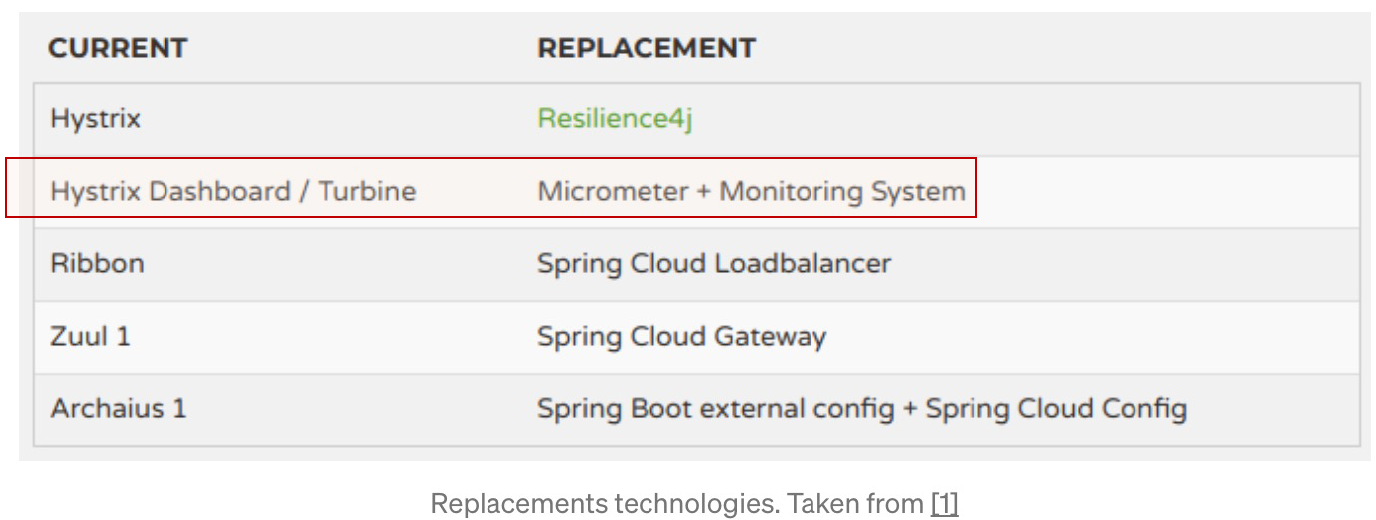 CURRENT REPLACEMENT
Hystrix Resilience4j
Hystrix Dashboard / Turbine Micrometer + Monitoring System
Ribbon Spring Cloud Loadbalancer
Zuul 1 Spring Cloud Gateway
Archaius 1 Spring Boot external config + Spring Cloud Config
Replacements technologies. Taken from [1]